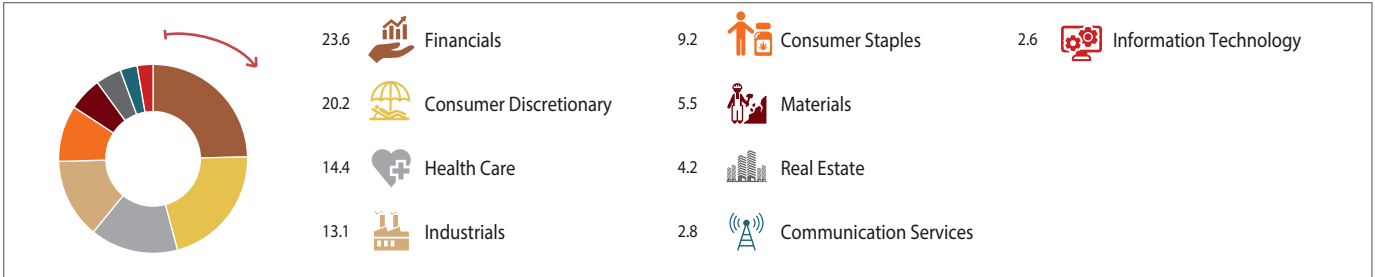 23.6 Financials
20.2 Consumer Discretionary
14.4 Health Care
13.1 Industrials
9.2 Consumer Staples
5.5 Materials
4.2 Real Estate
2.8 Communication Services
2.6 Information Technology